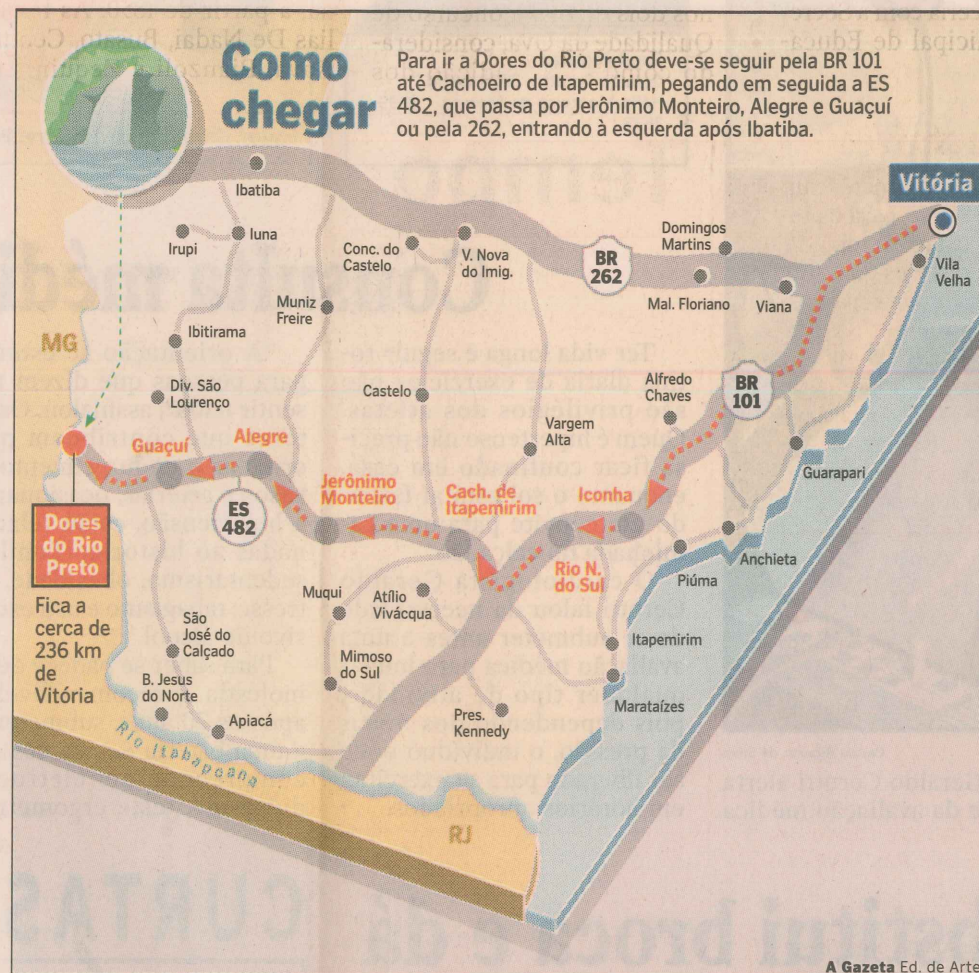 Como
chegar
Para ir a Dores do Rio Preto deve-se seguir pela BR 101
até Cachoeiro de Itapemirim, pegando em seguida a ES
482, que passa por Jerônimo Monteiro, Alegre e Guaçuí
ou pela 262, entrando à esquerda após Ibatiba.
Vitória
Ibatiba
Irupi
Iuna
Conc. do
Castelo
V. Nova
do Imig.
BR
262
Domingos
Martins
Mal. Floriano
Viana
Vila
Velha
MG
Muniz
Freire
Ibitirama
Div. São
Lourenço
Castelo
Vargem
Alta
Alfredo
Chaves
BR
101
Guarapari
Guaçuí
Alegre
ES
482
Jerônimo
Monteiro
Cach. de
Itapemirim
Iconha
Rio N.
do Sul
Piúma
Anchieta
Dores
do Rio
Preto
Fica a
cerca de
236 km
de
Vitória
Muqui
Atílio
Vivácqua
Itapemirim
São
José do
Calçado
Mimoso
do Sul
B. Jesus
do Norte
Apiacá
Pres.
Kennedy
Marataízes
Rio Itabapoana
RJ
A Gazeta Ed. de Arte
cipal de Educa-
Qualidade